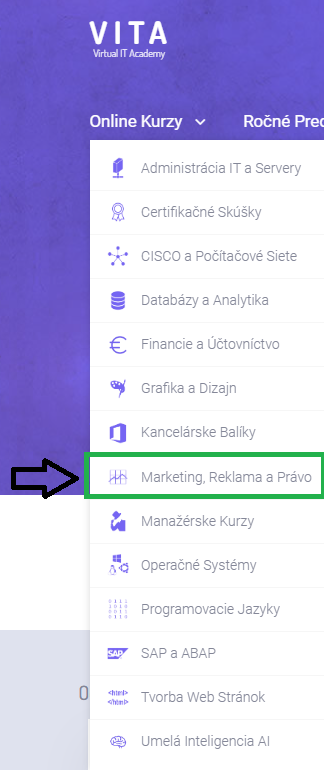 VITA
Virtual IT Academy
Online Kurzy Ročné Pred
Administrácia IT a Servery
Certifikačné Skúšky
CISCO a Počítačové Siete
Databázy a Analytika
Financie a Účtovníctvo
Grafika a Dizajn
Kancelárske Balíky
Marketing, Reklama a Právo
Manažérske Kurzy
Operačné Systémy
Programovacie Jazyky
SAP SAP a ABAP
0
<html> </html> Tvorba Web Stránok
Umelá Inteligencia AI